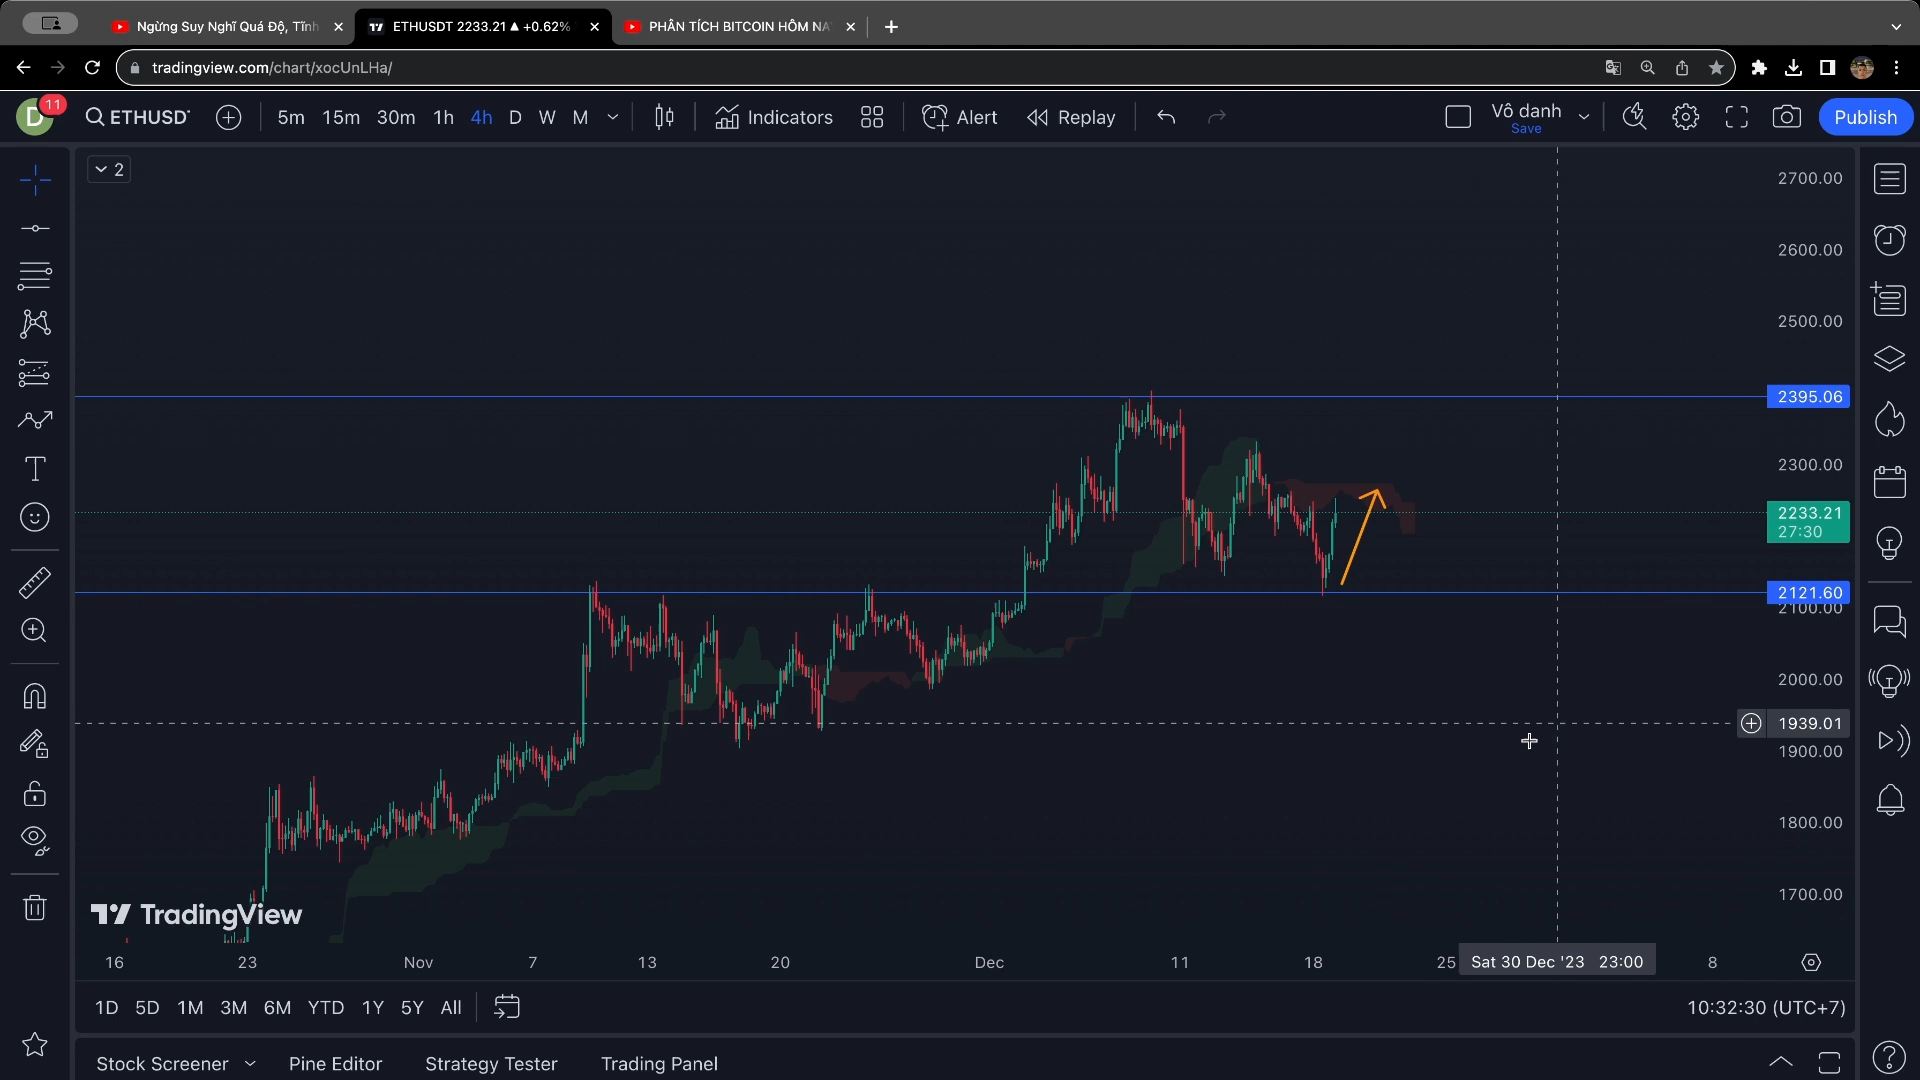 Ngừng Suy Nghĩ Quá Độ, Tĩnh
ETHUSDT 2233.21 ▲ +0.62%
PHÂN TÍCH BITCOIN HÔM NA
tradingview.com/chart/xocUnLHa/
D
11
ETHUSDT
5m 15m 30m 1h 4h D W M
Indicators
Alert
Replay
Vô danh
Save
Publish
2
2700.00
2600.00
2500.00
2395.06
2300.00
2233.21
27:30
2121.60
2100.00
2000.00
1939.01
1900.00
1800.00
1700.00
TradingView
16 23 Nov 7 13 20 Dec 11 18 25 Sat 30 Dec '23 23:00 8
1D 5D 1M 3M 6M YTD 1Y 5Y All
10:32:30 (UTC+7)
Stock Screener Pine Editor Strategy Tester Trading Panel